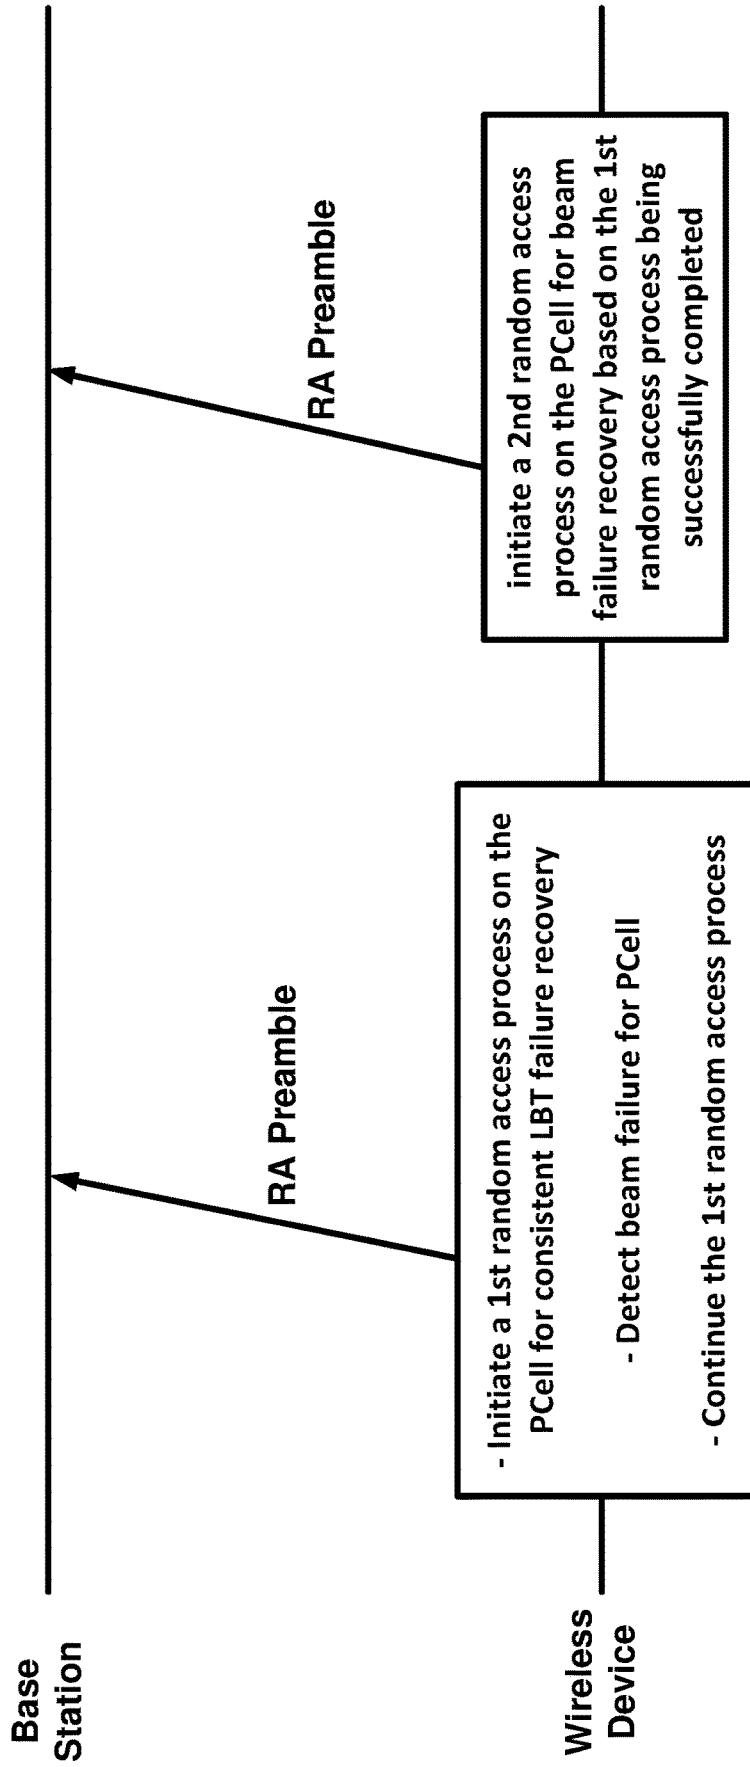 Base
Station
RA Preamble
RA Preamble
Wireless
Device
- Initiate a 1st random access process on the
PCell for consistent LBT failure recovery
- Detect beam failure for PCell
- Continue the 1st random access process
initiate a 2nd random access
process on the PCell for beam
failure recovery based on the 1st
random access process being
successfully completed